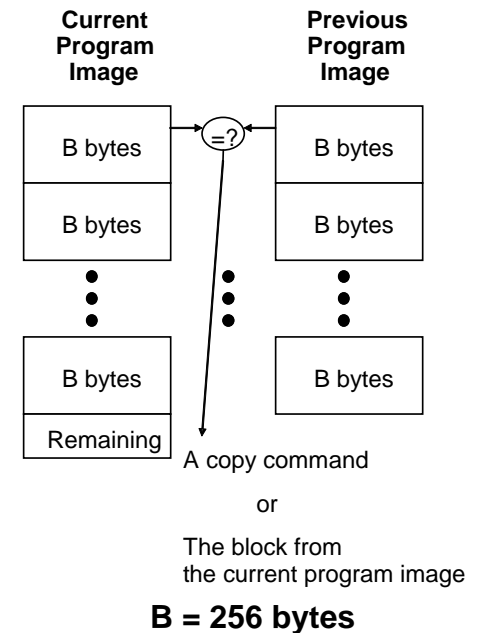 Current
Program
Image
Previous
Program
Image
B bytes
=?
B bytes
B bytes
B bytes
B bytes
B bytes
Remaining
A copy command
or
The block from
the current program image
B = 256 bytes